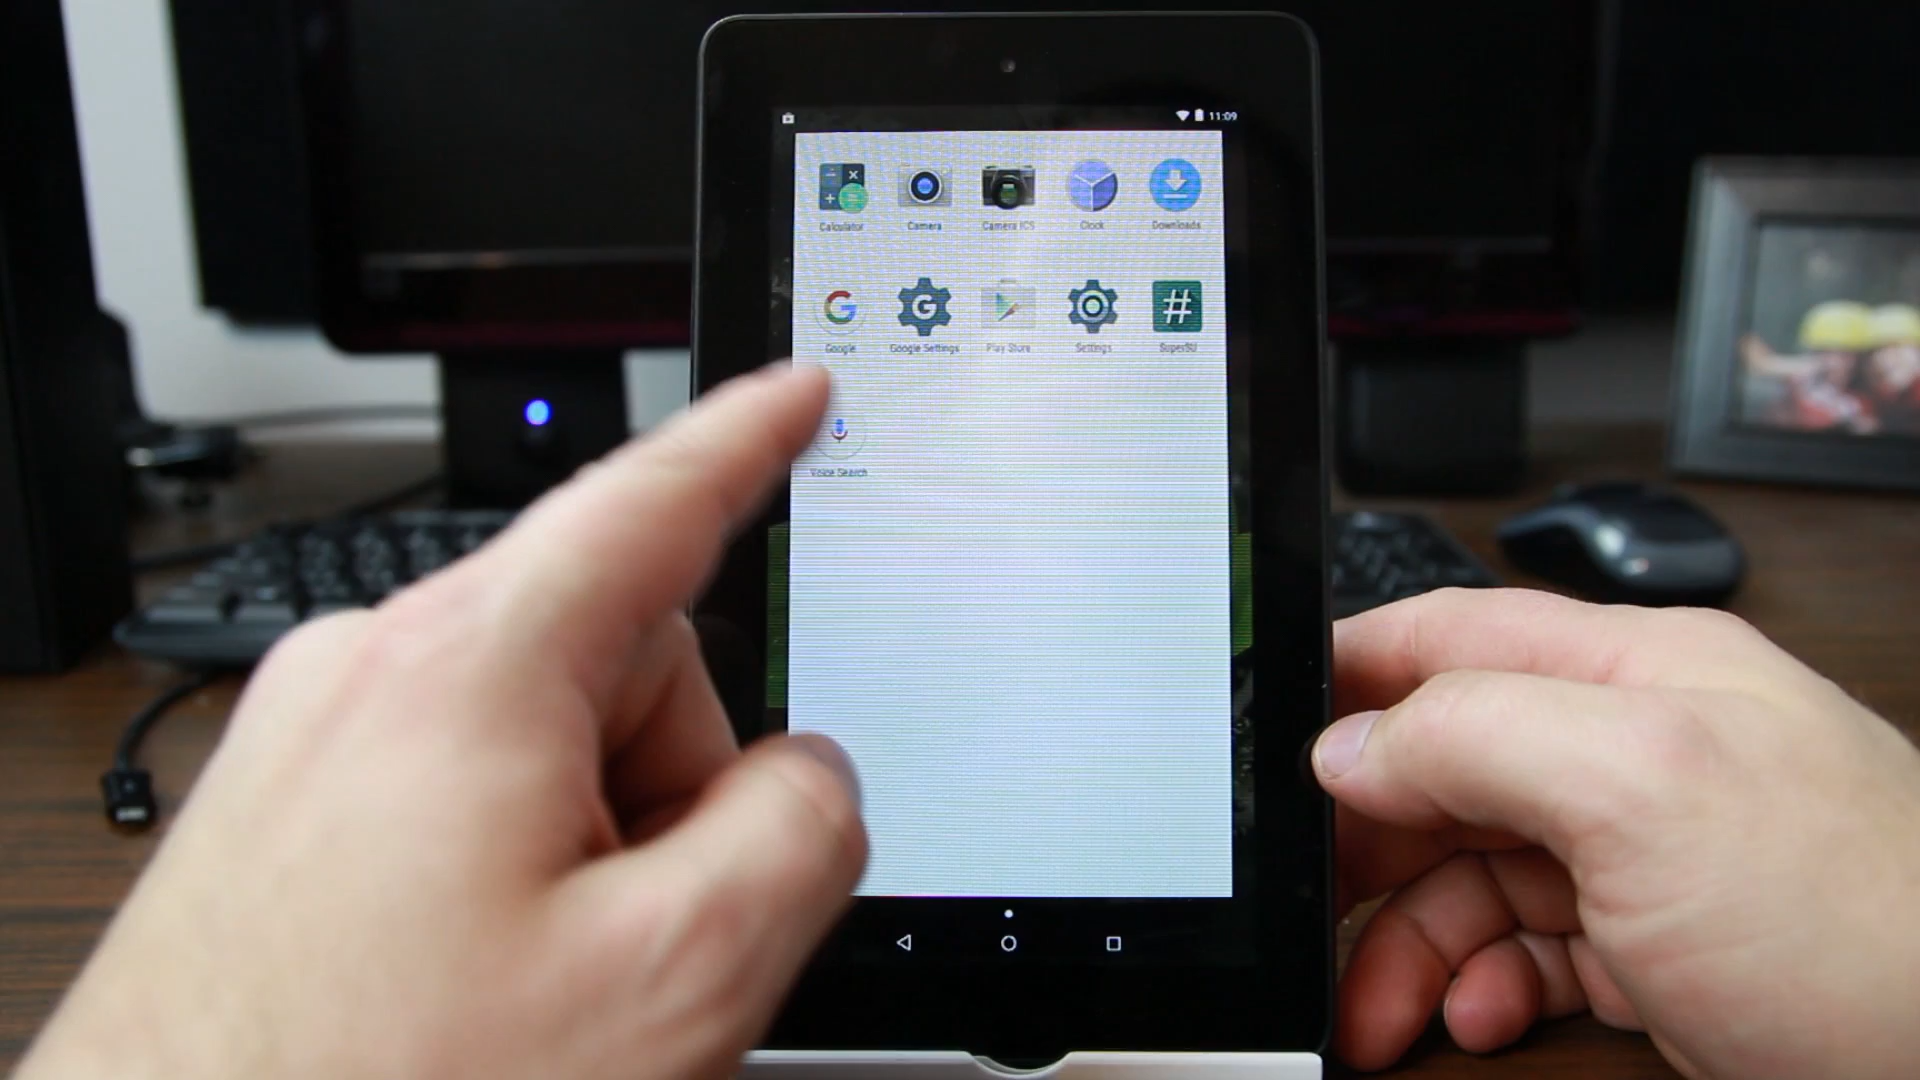 11:09
Calculator Camera Camera ICS Clock Downloads
Google Google Settings Play Store Settings SuperSU
Voice Search